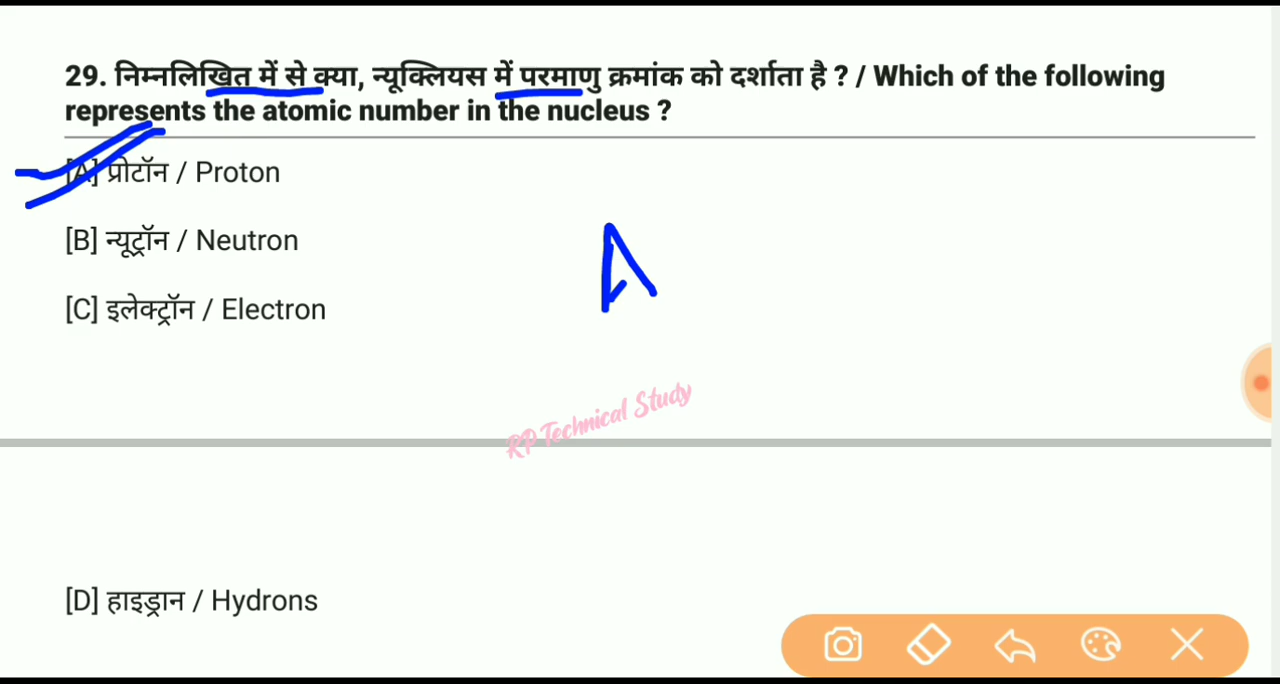 29. निम्नलिखित में से क्या, न्यूक्लियस में परमाणु क्रमांक को दर्शाता है ? / Which of the following
represents the atomic number in the nucleus ?
[A] प्रोटॉन / Proton
[B] न्यूट्रॉन / Neutron
[C] इलेक्ट्रॉन / Electron
RP Technical Study
[D] हाइड्रान / Hydrons